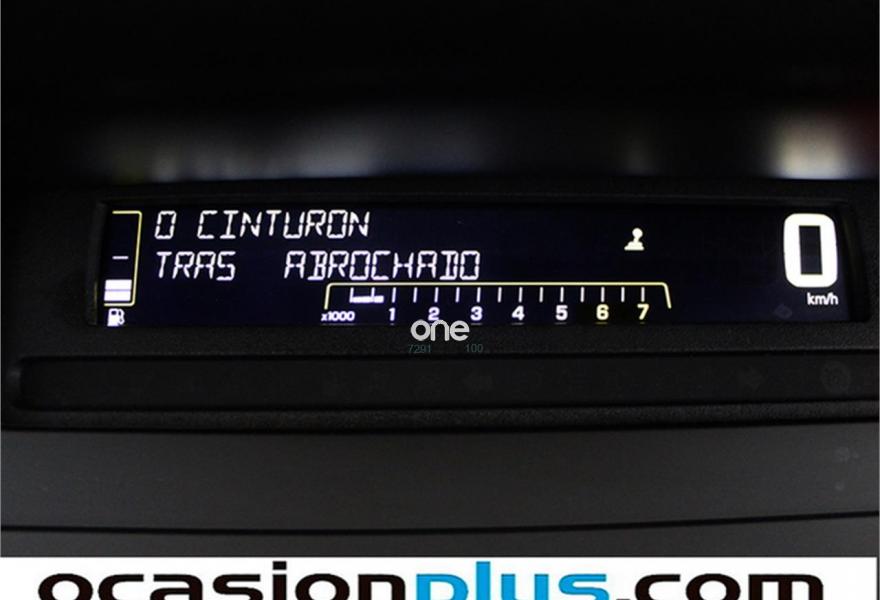 0 CINTURON
TRAS ABROCHADO
0
km/h
x1000 1 2 3 4 5 6 7
one
7291 100
ocasionplus.com